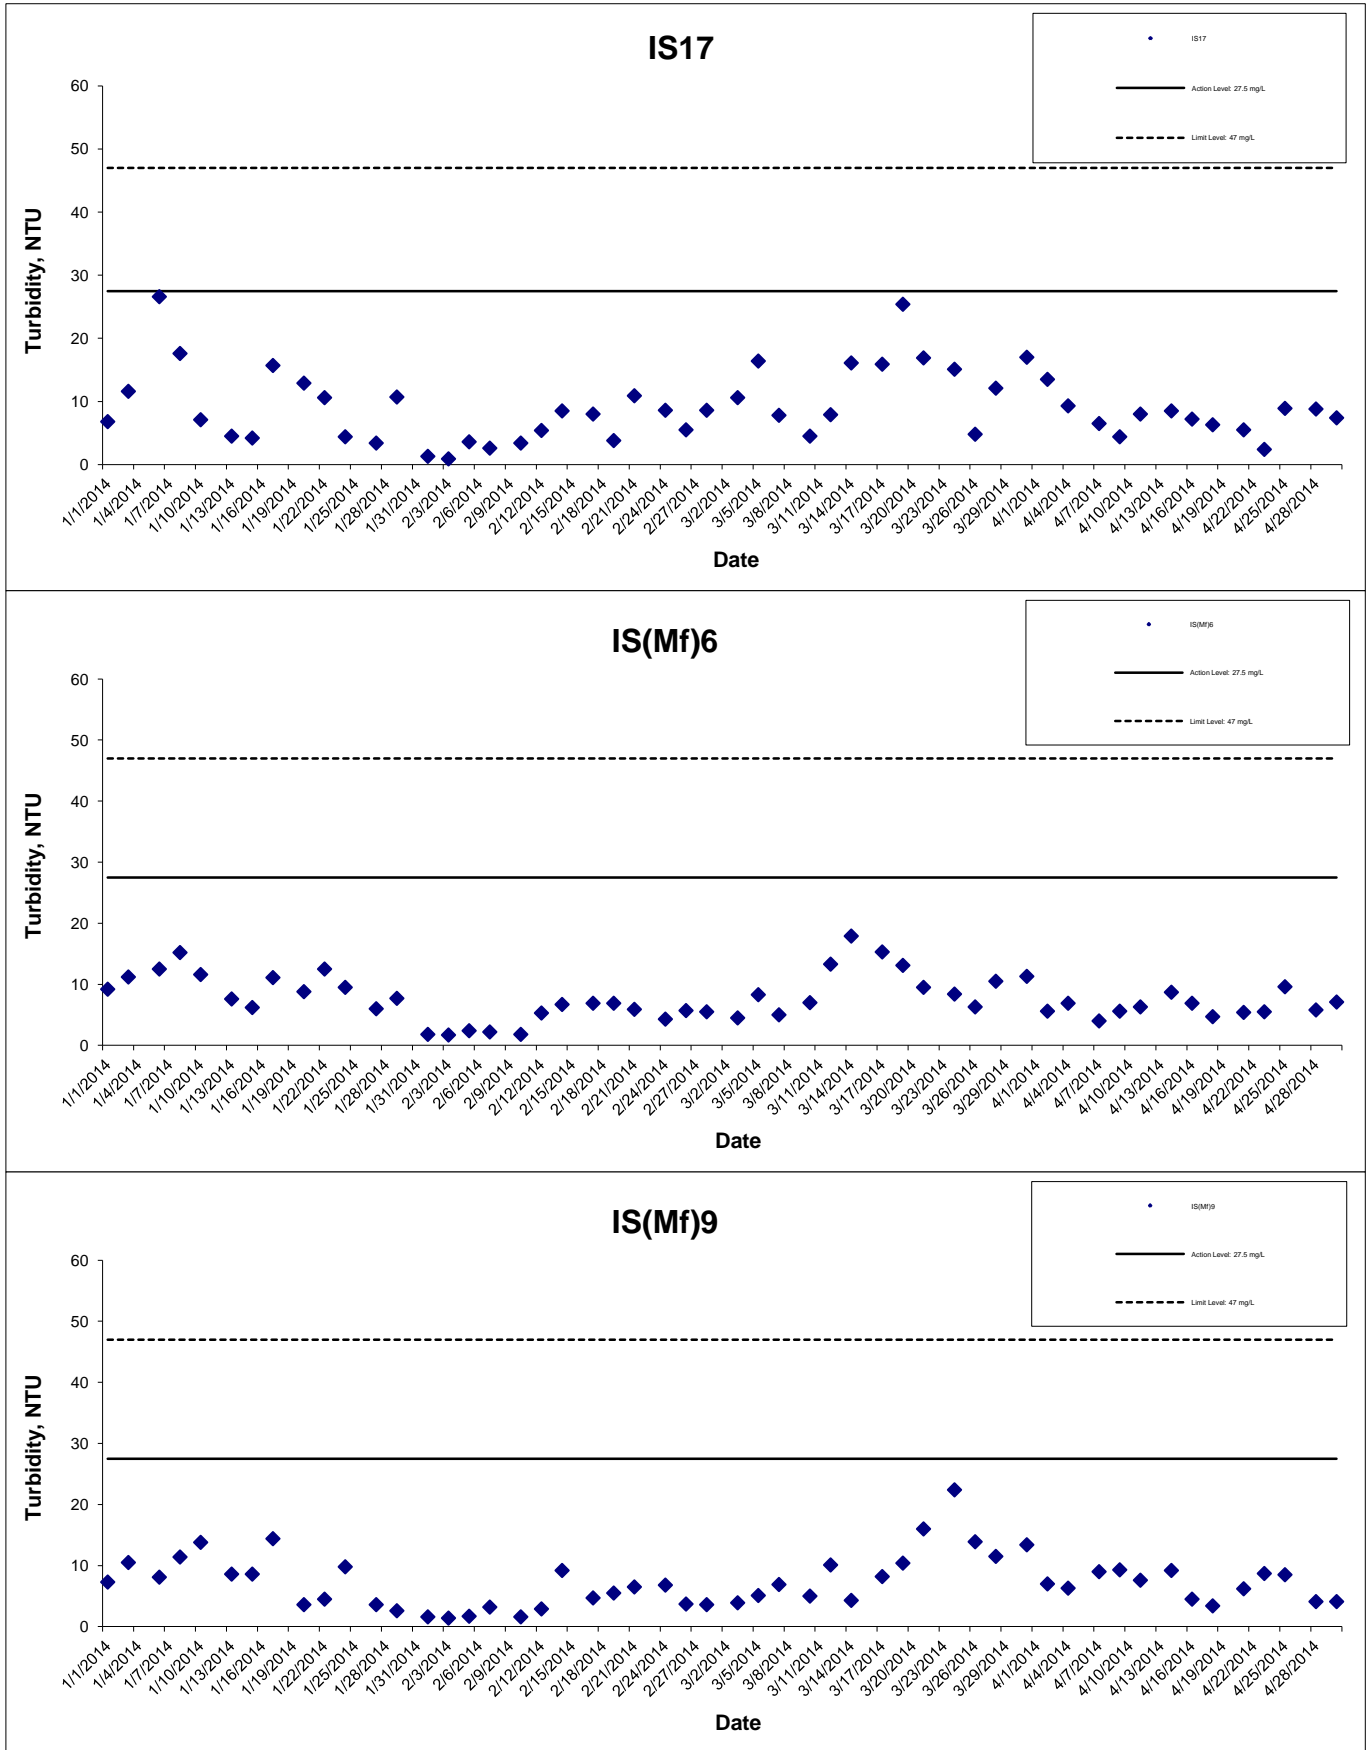 IS17
IS17
Action Level: 27.5 mg/L
Limit Level: 47 mg/L
60
50
40
30
20
10
0
Turbidity, NTU
1/1/2014 1/4/2014 1/7/2014 1/10/2014 1/13/2014 1/16/2014 1/19/2014 1/22/2014 1/25/2014 1/28/2014 1/31/2014 2/3/2014 2/6/2014 2/9/2014 2/12/2014 2/15/2014 2/18/2014 2/21/2014 2/24/2014 2/27/2014 3/2/2014 3/5/2014 3/8/2014 3/11/2014 3/14/2014 3/17/2014 3/20/2014 3/23/2014 3/26/2014 3/29/2014 4/1/2014 4/4/2014 4/7/2014 4/10/2014 4/13/2014 4/16/2014 4/19/2014 4/22/2014 4/25/2014 4/28/2014
Date
IS(Mf)6
IS(Mf)6
Action Level: 27.5 mg/L
Limit Level: 47 mg/L
60
50
40
30
20
10
0
Turbidity, NTU
1/1/2014 1/4/2014 1/7/2014 1/10/2014 1/13/2014 1/16/2014 1/19/2014 1/22/2014 1/25/2014 1/28/2014 1/31/2014 2/3/2014 2/6/2014 2/9/2014 2/12/2014 2/15/2014 2/18/2014 2/21/2014 2/24/2014 2/27/2014 3/2/2014 3/5/2014 3/8/2014 3/11/2014 3/14/2014 3/17/2014 3/20/2014 3/23/2014 3/26/2014 3/29/2014 4/1/2014 4/4/2014 4/7/2014 4/10/2014 4/13/2014 4/16/2014 4/19/2014 4/22/2014 4/25/2014 4/28/2014
Date
IS(Mf)9
IS(Mf)9
Action Level: 27.5 mg/L
Limit Level: 47 mg/L
60
50
40
30
20
10
0
Turbidity, NTU
1/1/2014 1/4/2014 1/7/2014 1/10/2014 1/13/2014 1/16/2014 1/19/2014 1/22/2014 1/25/2014 1/28/2014 1/31/2014 2/3/2014 2/6/2014 2/9/2014 2/12/2014 2/15/2014 2/18/2014 2/21/2014 2/24/2014 2/27/2014 3/2/2014 3/5/2014 3/8/2014 3/11/2014 3/14/2014 3/17/2014 3/20/2014 3/23/2014 3/26/2014 3/29/2014 4/1/2014 4/4/2014 4/7/2014 4/10/2014 4/13/2014 4/16/2014 4/19/2014 4/22/2014 4/25/2014 4/28/2014
Date